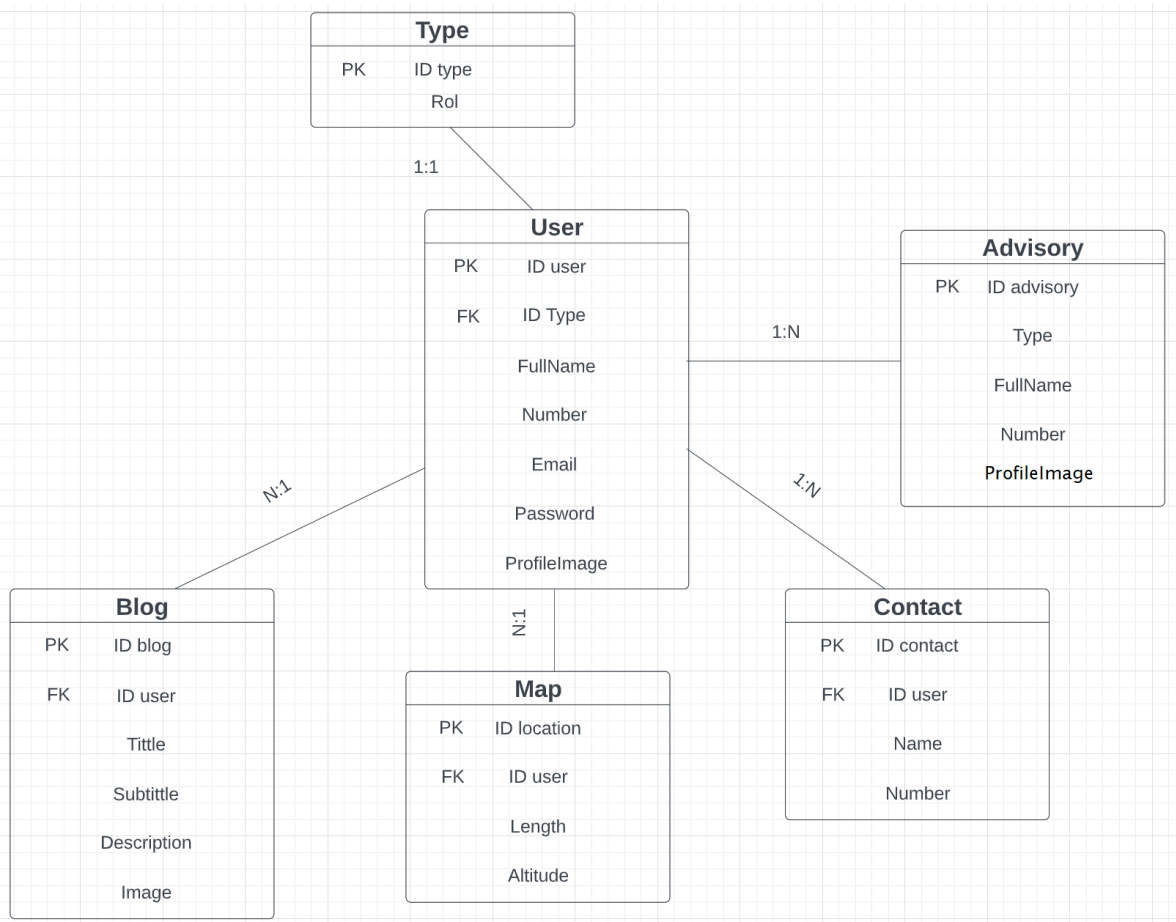 Type
PK ID type
Rol
1:1
User
PK ID user
FK ID Type
FullName
Number
Email
Password
ProfileImage
1:N
Advisory
PK ID advisory
Type
FullName
Number
ProfileImage
N:1
N:1
1:N
Blog
PK ID blog
FK ID user
Tittle
Subtittle
Description
Image
Map
PK ID location
FK ID user
Length
Altitude
Contact
PK ID contact
FK ID user
Name
Number